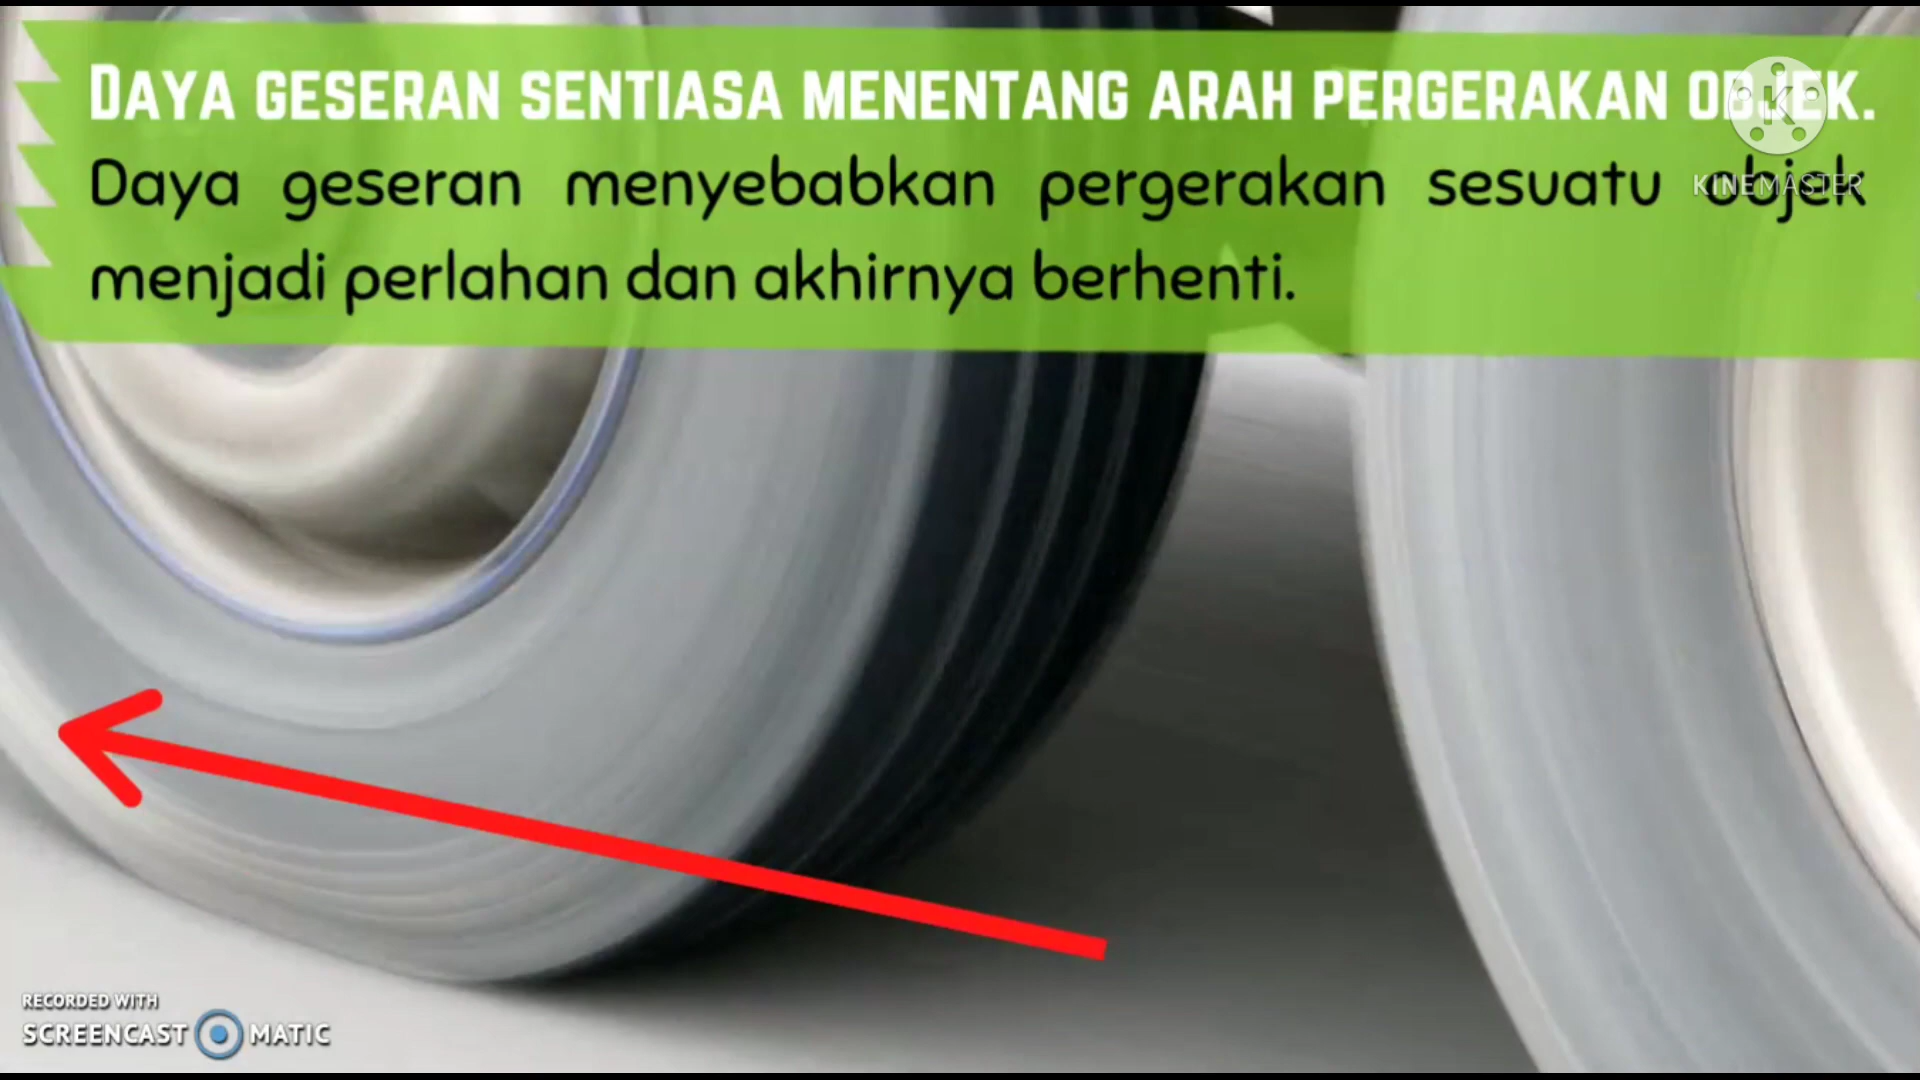 DAYA GESERAN SENTIASA MENENTANG ARAH PERGERAKAN OBJEK.
Daya geseran menyebabkan pergerakan sesuatu objek
KINEMASTER
menjadi perlahan dan akhirnya berhenti.
RECORDED WITH
SCREENCAST MATIC